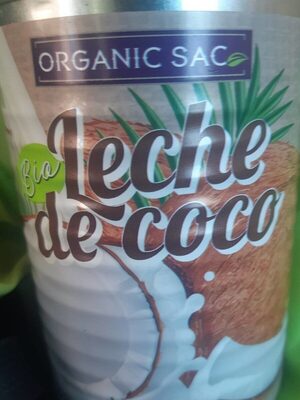 ORGANIC SAC
Bio
Leche
de coco